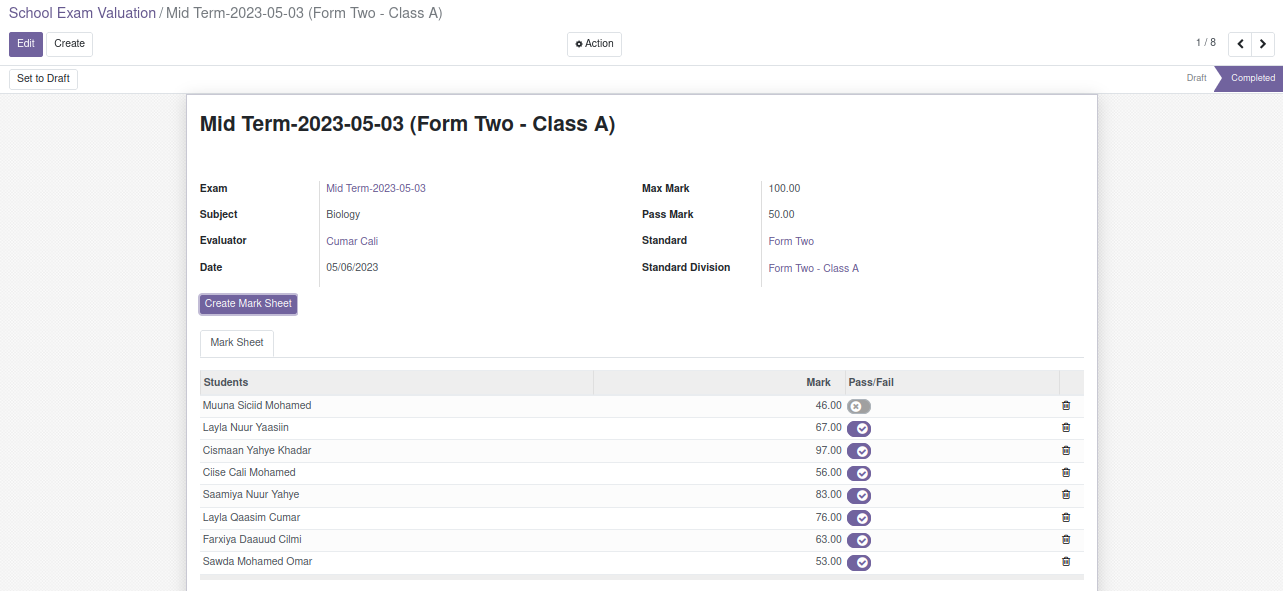 School Exam Valuation / Mid Term-2023-05-03 (Form Two - Class A)
Edit Create Action 1 / 8
Set to Draft Draft Completed
Mid Term-2023-05-03 (Form Two - Class A)
Exam Mid Term-2023-05-03 Max Mark 100.00
Subject Biology Pass Mark 50.00
Evaluator Cumar Cali Standard Form Two
Date 05/06/2023 Standard Division Form Two - Class A
Create Mark Sheet
Mark Sheet
Students Mark Pass/Fail
Muuna Siciid Mohamed 46.00
Layla Nuur Yaasiin 67.00
Cismaan Yahye Khadar 97.00
Ciise Cali Mohamed 56.00
Saamiya Nuur Yahye 83.00
Layla Qaasim Cumar 76.00
Farxiya Daauud Cilmi 63.00
Sawda Mohamed Omar 53.00